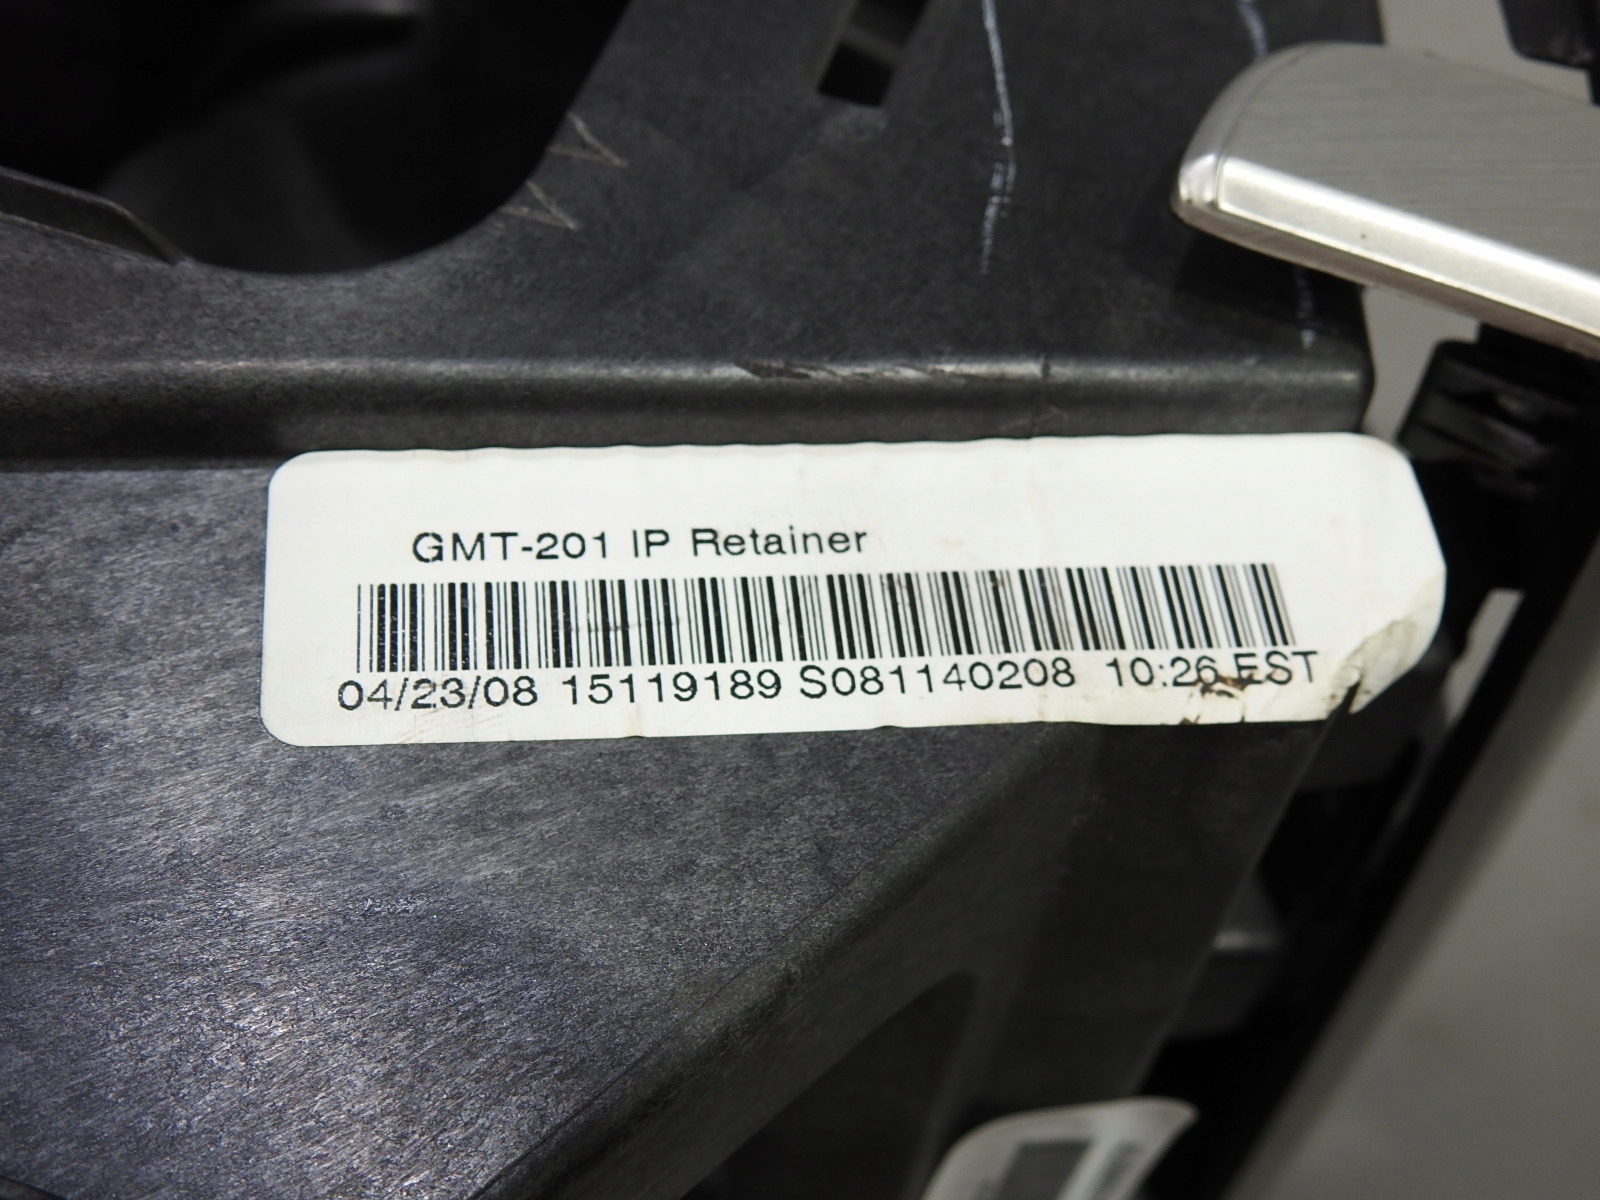 GMT-201 IP Retainer
04/23/08 15119189 S081140208 10:26 EST